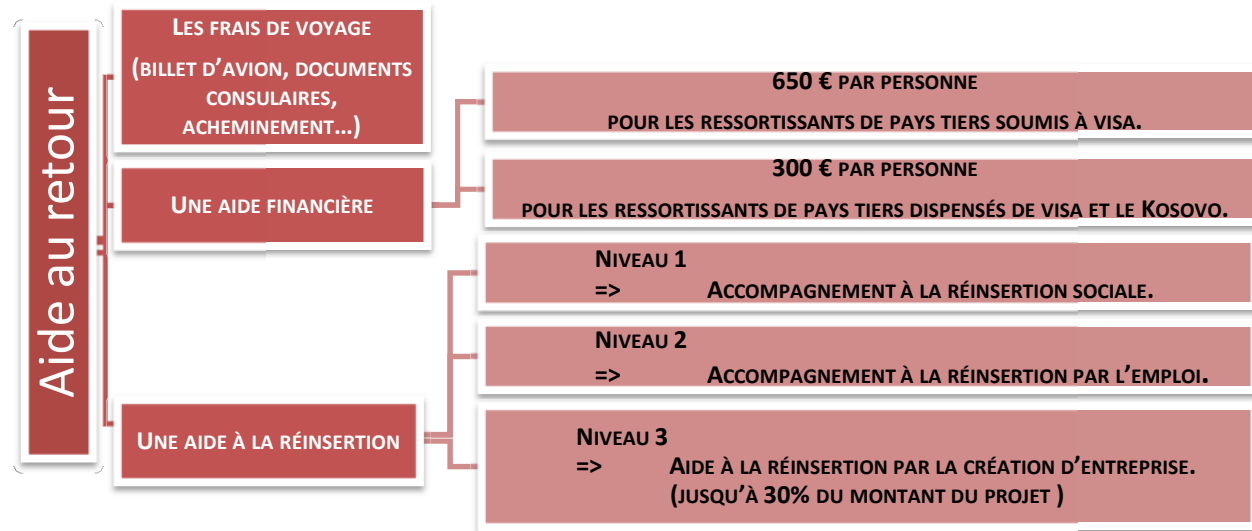 Aide au retour
LES FRAIS DE VOYAGE
(BILLET D’AVION, DOCUMENTS
CONSULAIRES,
ACHEMINEMENT...)
UNE AIDE FINANCIÈRE
650 € PAR PERSONNE
POUR LES RESSORTISSANTS DE PAYS TIERS SOUMIS À VISA.
300 € PAR PERSONNE
POUR LES RESSORTISSANTS DE PAYS TIERS DISPENSÉS DE VISA ET LE KOSOVO.
UNE AIDE À LA RÉINSERTION
NIVEAU 1
=> ACCOMPAGNEMENT À LA RÉINSERTION SOCIALE.
NIVEAU 2
=> ACCOMPAGNEMENT À LA RÉINSERTION PAR L’EMPLOI.
NIVEAU 3
=> AIDE À LA RÉINSERTION PAR LA CRÉATION D’ENTREPRISE.
(JUSQU’À 30% DU MONTANT DU PROJET )